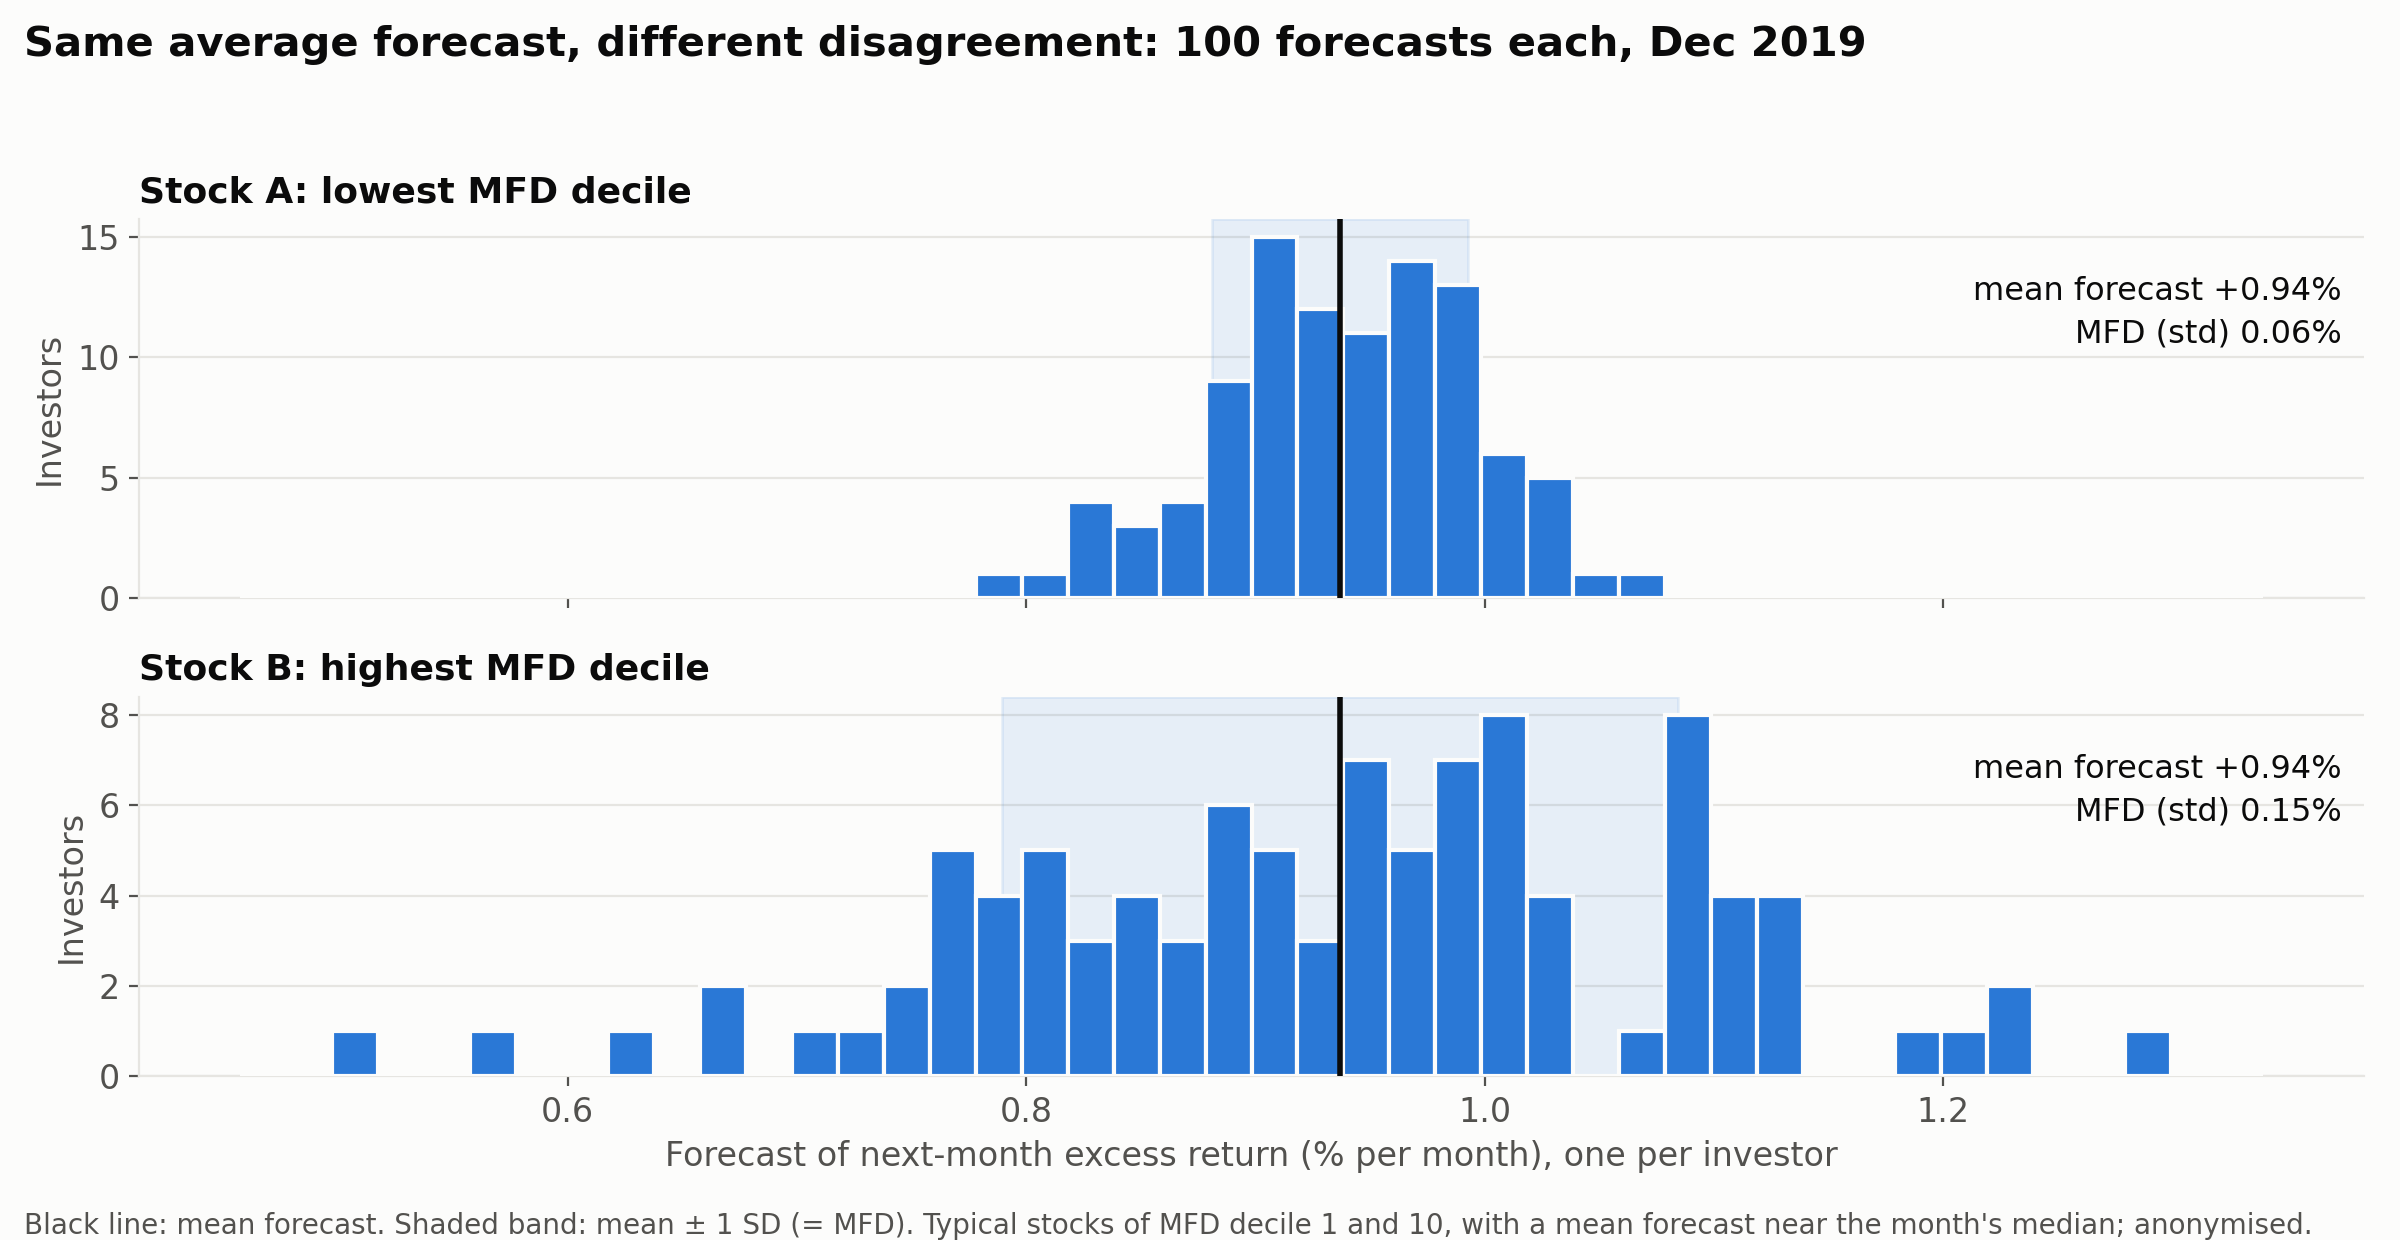 Same average forecast, different disagreement: 100 forecasts each, Dec 2019
Stock A: lowest MFD decile
15
10
5
0
Investors
mean forecast +0.94%
MFD (std) 0.06%
Stock B: highest MFD decile
8
6
4
2
0
Investors
mean forecast +0.94%
MFD (std) 0.15%
0.6 0.8 1.0 1.2
Forecast of next-month excess return (% per month), one per investor
Black line: mean forecast. Shaded band: mean ± 1 SD (= MFD). Typical stocks of MFD decile 1 and 10, with a mean forecast near the month's median; anonymised.